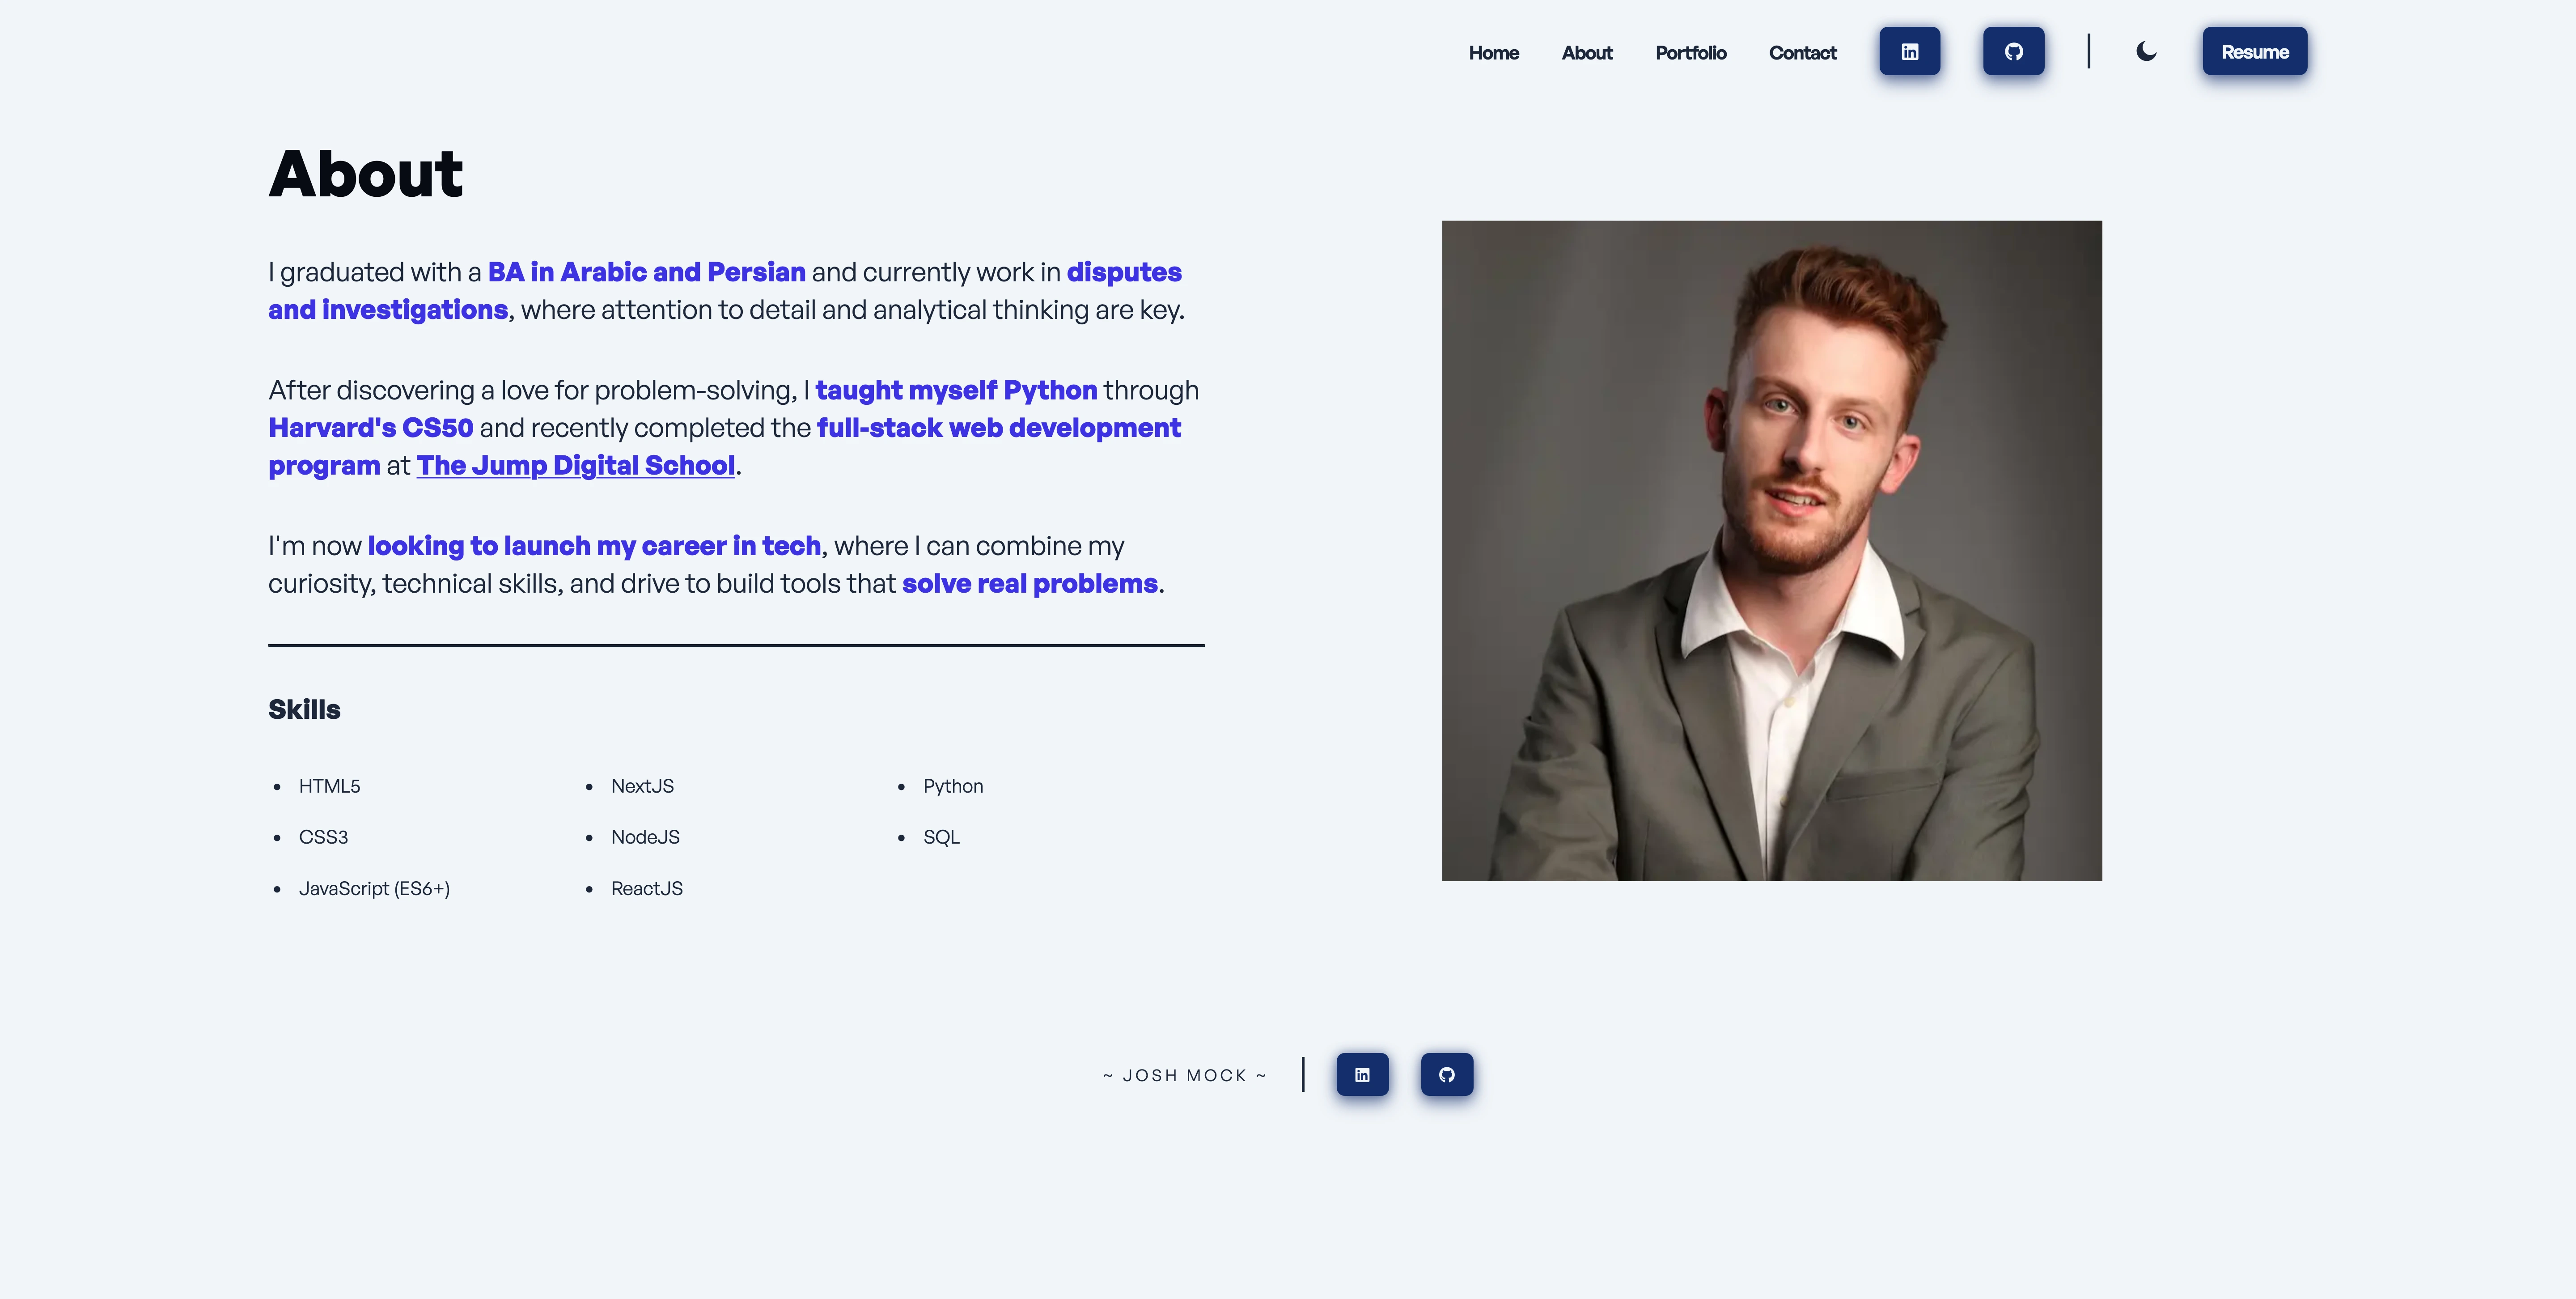 Home About Portfolio Contact Resume
About
I graduated with a BA in Arabic and Persian and currently work in disputes
and investigations, where attention to detail and analytical thinking are key.
After discovering a love for problem-solving, I taught myself Python through
Harvard's CS50 and recently completed the full-stack web development
program at The Jump Digital School.
I'm now looking to launch my career in tech, where I can combine my
curiosity, technical skills, and drive to build tools that solve real problems.
Skills
• HTML5
• CSS3
• JavaScript (ES6+)
• NextJS
• NodeJS
• ReactJS
• Python
• SQL
~ JOSH MOCK ~